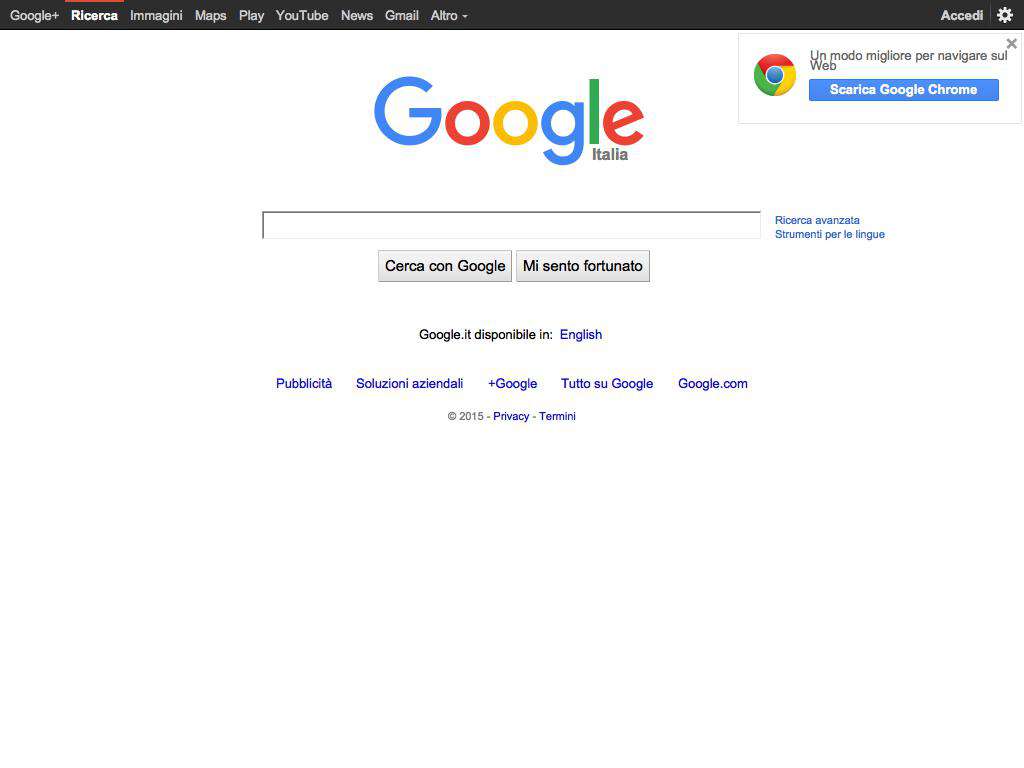 Google+ Ricerca Immagini Maps Play YouTube News Gmail Altro Accedi
Un modo migliore per navigare sul
Web
Scarica Google Chrome
Google
Italia
Ricerca avanzata
Strumenti per le lingue
Cerca con Google Mi sento fortunato
Google.it disponibile in: English
Pubblicità Soluzioni aziendali +Google Tutto su Google Google.com
© 2015 - Privacy - Termini